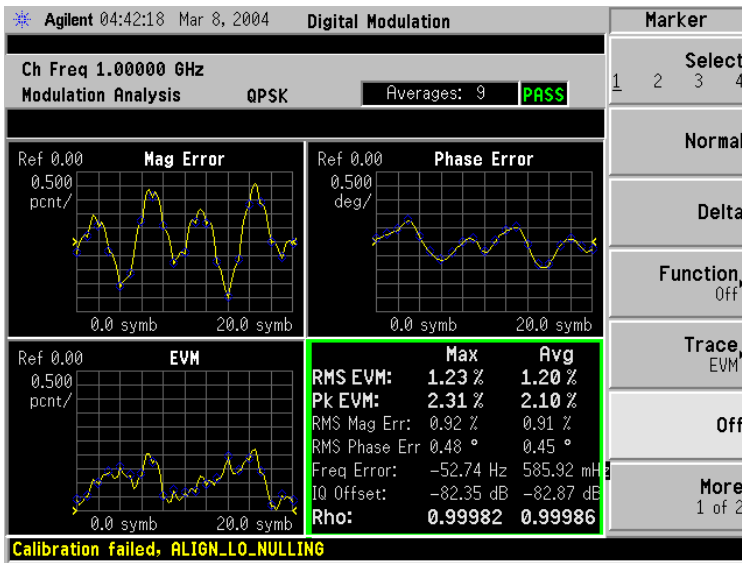 Agilent 04:42:18 Mar 8, 2004 Digital Modulation Marker
Ch Freq 1.00000 GHz
Modulation Analysis QPSK Averages: 9 PASS
Select
1 2 3 4
Normal
Delta
Function
Off
Trace
EVM
Off
More
1 of 2
Ref 0.00 Mag Error
0.500
pcnt/
0.0 symb 20.0 symb
Ref 0.00 Phase Error
0.500
deg/
0.0 symb 20.0 symb
Ref 0.00 EVM
0.500
pcnt/
0.0 symb 20.0 symb
Max Avg
RMS EVM: 1.23 % 1.20 %
Pk EVM: 2.31 % 2.10 %
RMS Mag Err: 0.92 % 0.91 %
RMS Phase Err 0.48 ° 0.45 °
Freq Error: -52.74 Hz 585.92 mHz
IQ Offset: -82.35 dB -82.87 dB
Rho: 0.99982 0.99986
Calibration failed, ALIGN_LO_NULLING